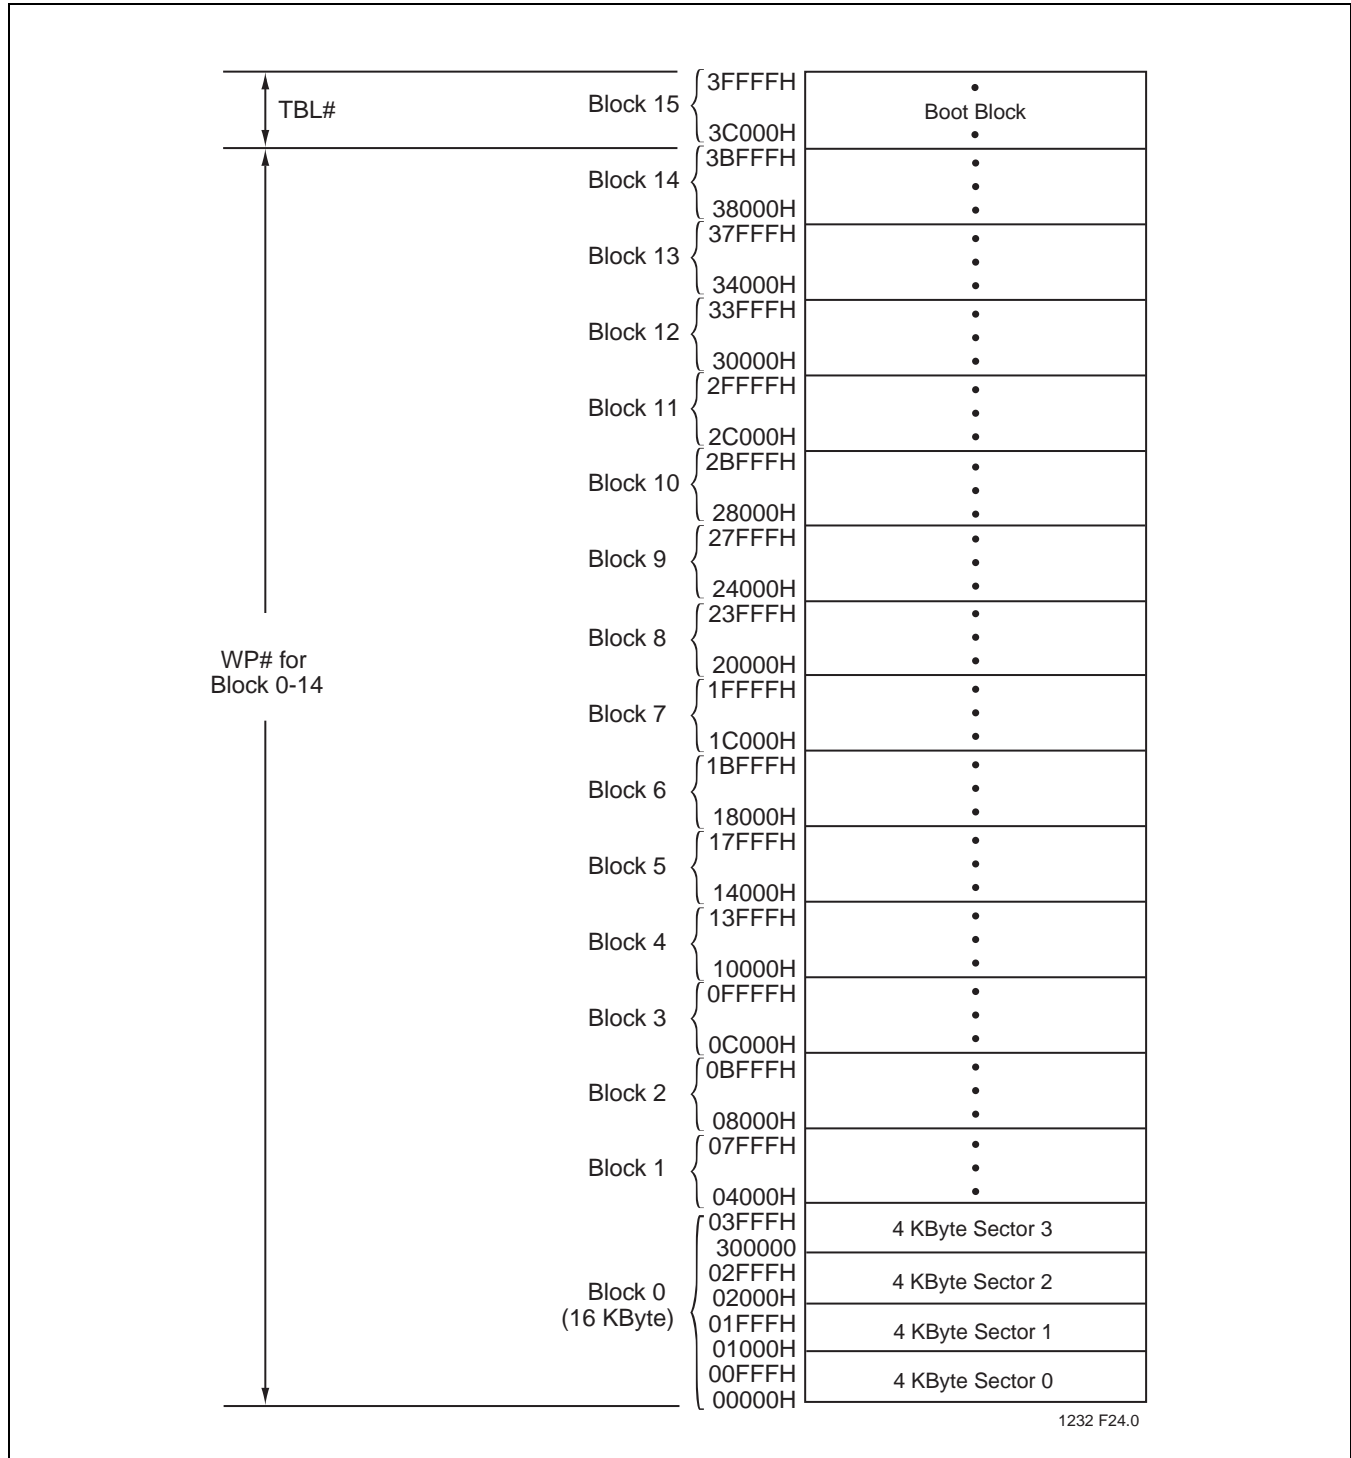 3FFFFH
TBL#
Block 15
Boot Block
3C000H
3BFFFH
Block 14
38000H
37FFFH
Block 13
34000H
33FFFH
Block 12
30000H
2FFFFH
Block 11
2C000H
2BFFFH
Block 10
28000H
27FFFH
Block 9
24000H
23FFFH
Block 8
20000H
WP# for
Block 0-14
1FFFFH
Block 7
1C000H
1BFFFH
Block 6
18000H
17FFFH
Block 5
14000H
13FFFH
Block 4
10000H
0FFFFH
Block 3
0C000H
0BFFFH
Block 2
08000H
07FFFH
Block 1
04000H
03FFFH
4 KByte Sector 3
300000
02FFFH
4 KByte Sector 2
Block 0
(16 KByte)
02000H
01FFFH
4 KByte Sector 1
01000H
00FFFH
4 KByte Sector 0
00000H
1232 F24.0